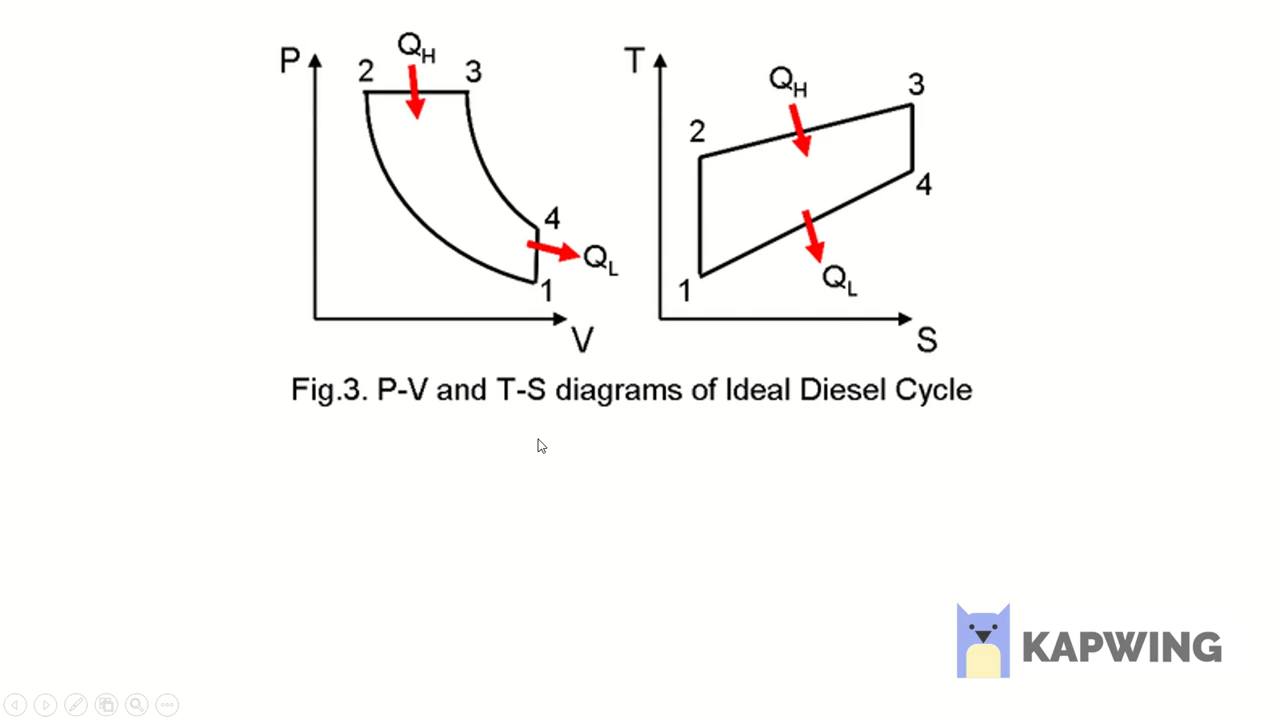 P
2
QH
3
4
QL
1
V
T
QH
3
2
4
1
QL
S
Fig.3. P-V and T-S diagrams of Ideal Diesel Cycle
KAPWING